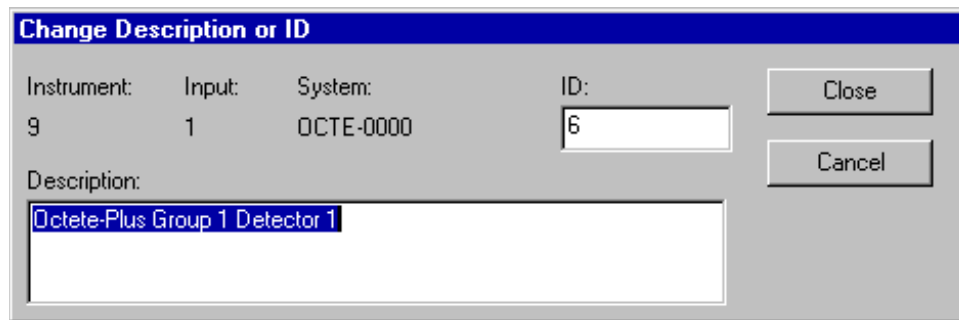 Change Description or ID
Instrument: Input: System: ID: Close
9 1 OCTE-0000 6
Cancel
Description:
Octete-Plus Group 1 Detector 1